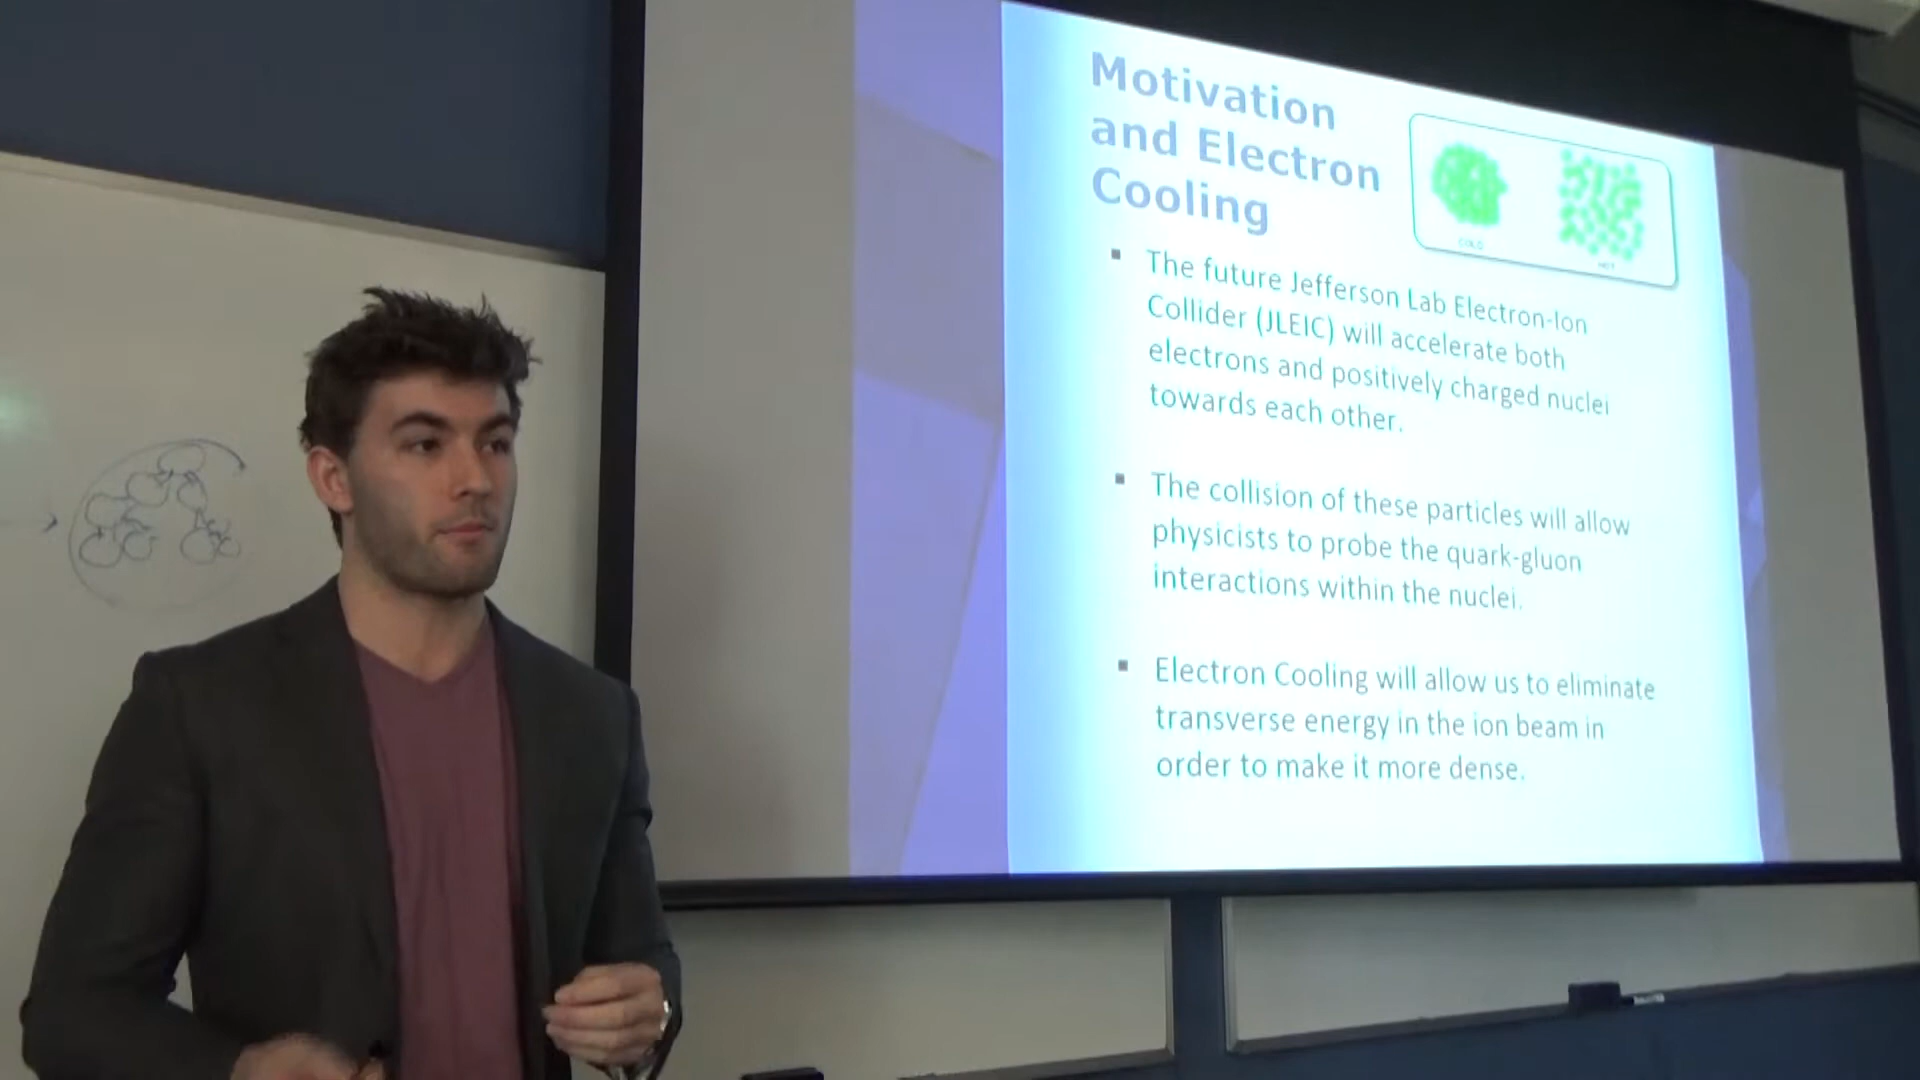 Motivation
and Electron
Cooling
COLD
HOT
▪ The future Jefferson Lab Electron-Ion
Collider (JLEIC) will accelerate both
electrons and positively charged nuclei
towards each other.
▪ The collision of these particles will allow
physicists to probe the quark-gluon
interactions within the nuclei.
▪ Electron Cooling will allow us to eliminate
transverse energy in the ion beam in
order to make it more dense.